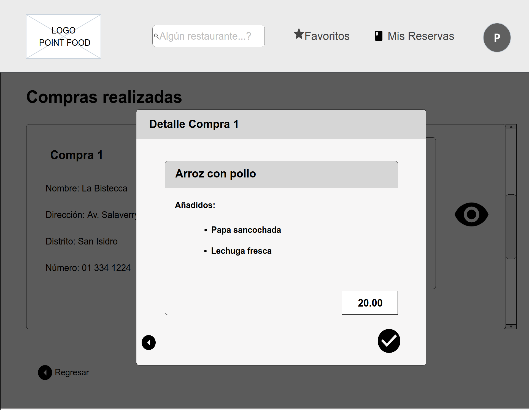 LOGO
POINT FOOD
Algún restaurante...?
Favoritos
Mis Reservas
P
Compras realizadas
Detalle Compra 1
Compra 1
Nombre: La Bistecca
Dirección: Av. Salaverry
Distrito: San Isidro
Número: 01 334 1224
Arroz con pollo
Añadidos:
• Papa sancochada
• Lechuga fresca
20.00
Regresar